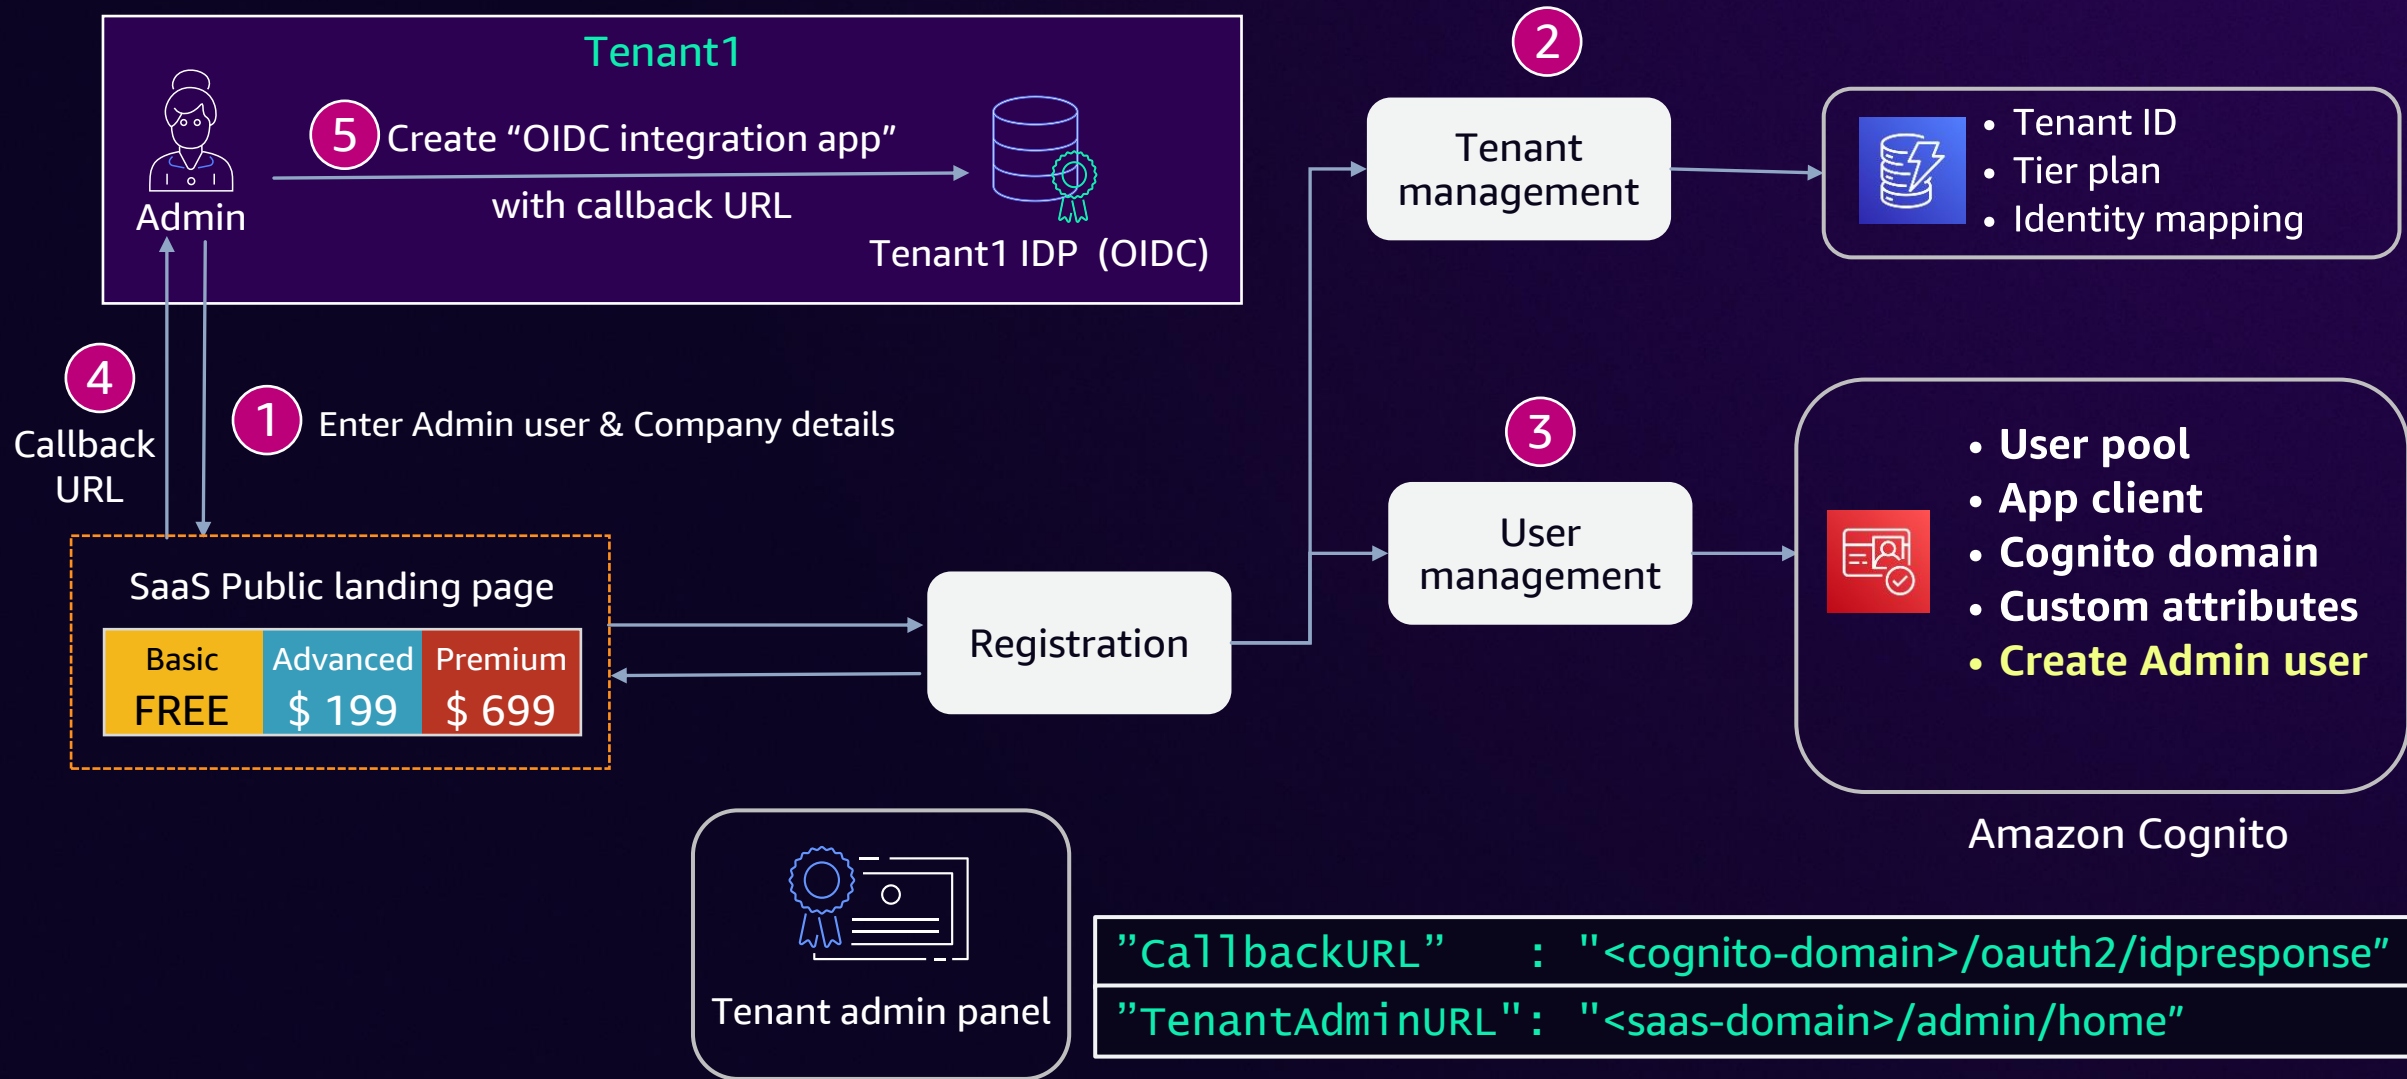 Tenant1
5
Create “OIDC integration app”
with callback URL
Admin
Tenant1 IDP (OIDC)
2
Tenant
management
• Tenant ID
• Tier plan
• Identity mapping
4
Callback
URL
1
Enter Admin user & Company details
SaaS Public landing page
Basic
FREE
Advanced
$ 199
Premium
$ 699
Registration
3
User
management
• User pool
• App client
• Cognito domain
• Custom attributes
• Create Admin user
Amazon Cognito
Tenant admin panel
”CallbackURL” : "<cognito-domain>/oauth2/idpresponse”
”TenantAdminURL": "<saas-domain>/admin/home”